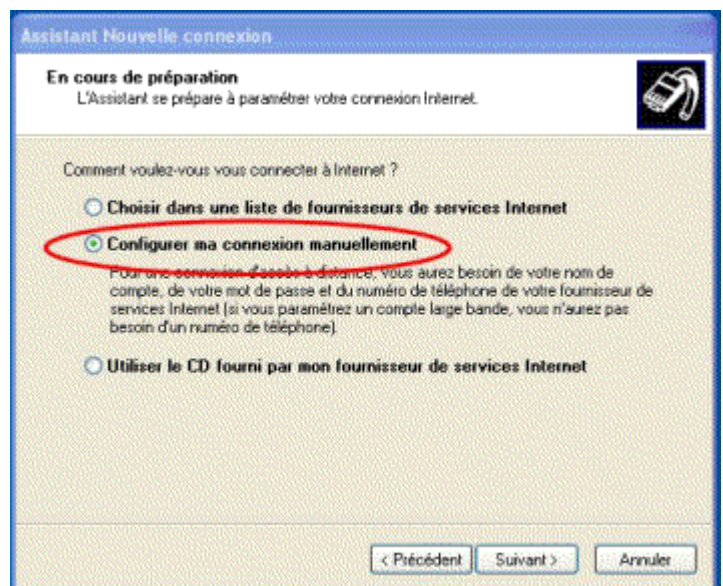 Assistant Nouvelle connexion
En cours de préparation
L'Assistant se prépare à paramétrer votre connexion Internet.
Comment voulez-vous vous connecter à Internet ?
Choisir dans une liste de fournisseurs de services Internet
Configurer ma connexion manuellement
Pour une connexion d'accès à distance, vous aurez besoin de votre nom de
compte, de votre mot de passe et du numéro de téléphone de votre fournisseur de
services Internet (si vous paramétrez un compte large bande, vous n'aurez pas
besoin d'un numéro de téléphone).
Utiliser le CD fourni par mon fournisseur de services Internet
< Précédent Suivant > Annuler